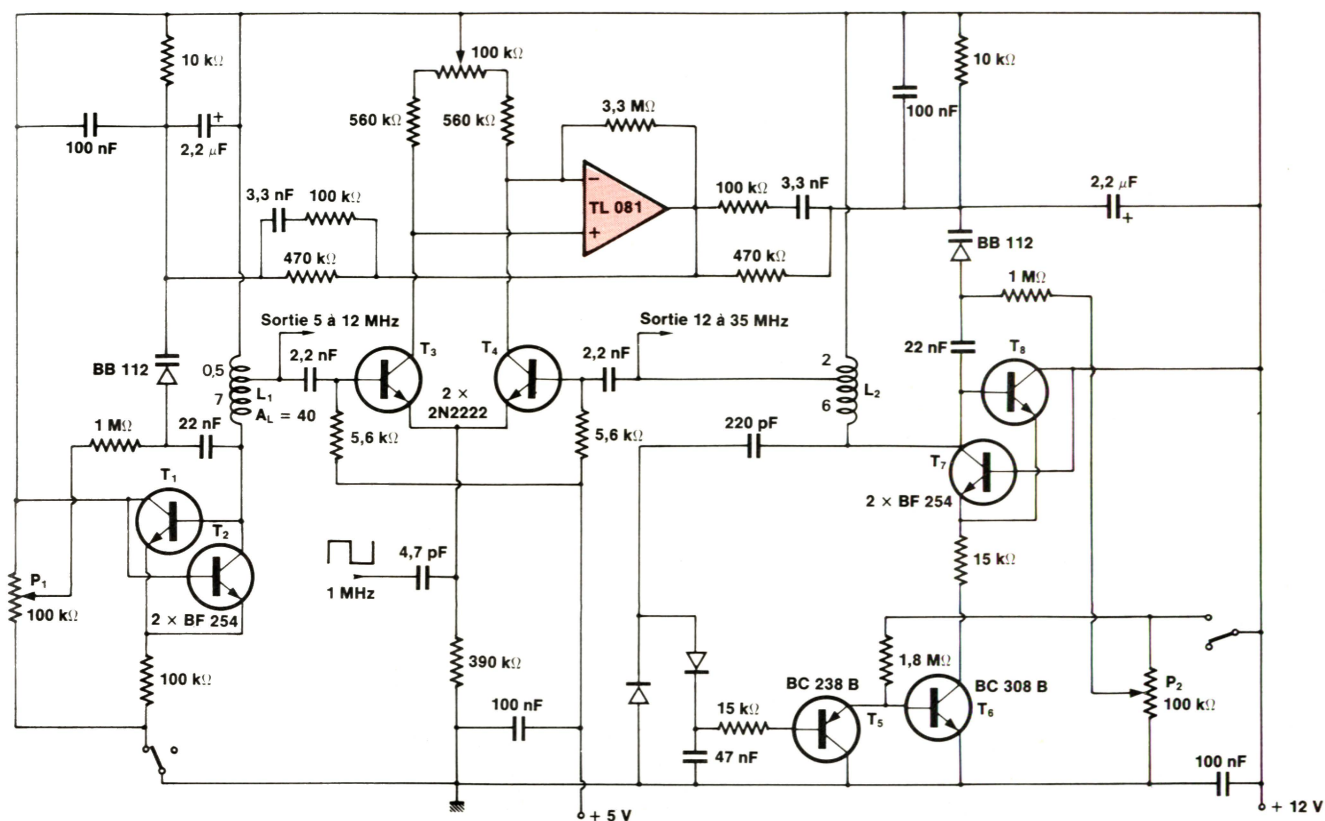 10 kΩ
100 kΩ
10 kΩ
560 kΩ
560 kΩ
3,3 MΩ
100 nF
100 nF
2,2 µF
+
3,3 nF
100 kΩ
−
TL 081
+
100 kΩ
3,3 nF
2,2 µF
+
470 kΩ
470 kΩ
BB 112
1 MΩ
Sortie 5 à 12 MHz
Sortie 12 à 35 MHz
BB 112
0,5
7
L1
AL = 40
2,2 nF
T3
T4
2 ×
2N2222
2,2 nF
2
6
L2
22 nF
T8
1 MΩ
22 nF
5,6 kΩ
5,6 kΩ
220 pF
T7
2 × BF 254
T1
T2
P1
100 kΩ
2 × BF 254
1 MHz
4,7 pF
15 kΩ
100 kΩ
390 kΩ
100 nF
15 kΩ
47 nF
BC 238 B
T5
1,8 MΩ
BC 308 B
T6
P2
100 kΩ
100 nF
+ 5 V
+ 12 V